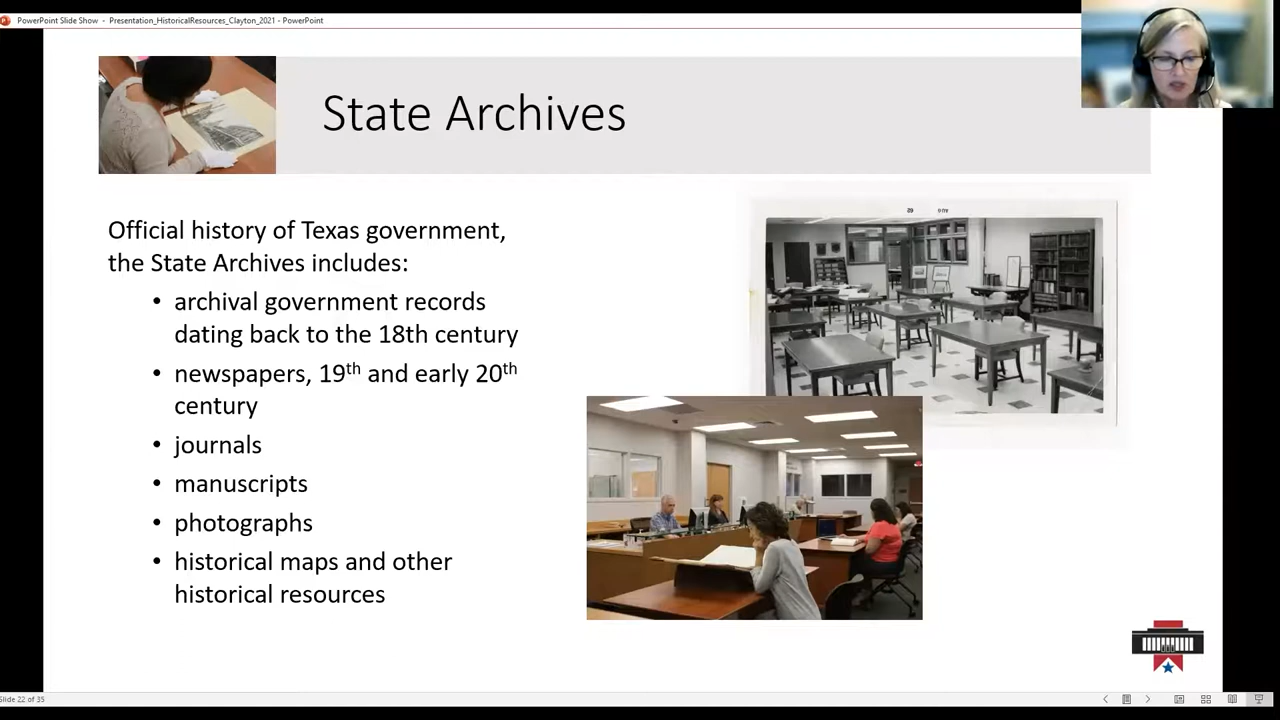 PowerPoint Slide Show - Presentation_HistoricalResources_Clayton_2021 - PowerPoint
State Archives
Official history of Texas government,
the State Archives includes:
• archival government records
dating back to the 18th century
• newspapers, 19th and early 20th
century
• journals
• manuscripts
• photographs
• historical maps and other
historical resources
Slide 22 of 35